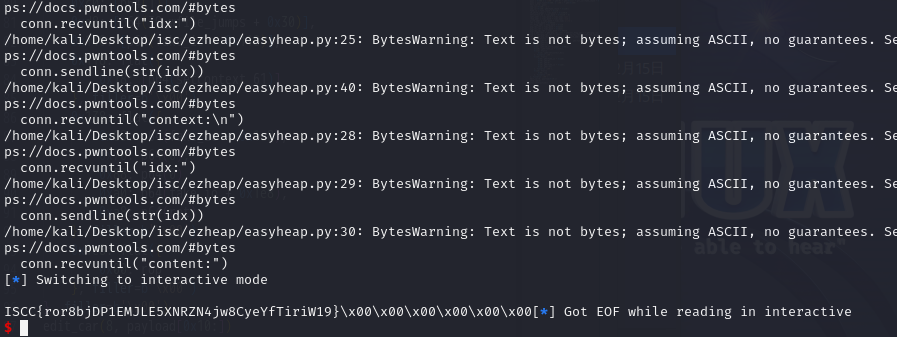 ps://docs.pwntools.com/#bytes
  conn.recvuntil("idx:")
/home/kali/Desktop/isc/ezheap/easyheap.py:25: BytesWarning: Text is not bytes; assuming ASCII, no guarantees. Se
ps://docs.pwntools.com/#bytes
  conn.sendline(str(idx))
/home/kali/Desktop/isc/ezheap/easyheap.py:40: BytesWarning: Text is not bytes; assuming ASCII, no guarantees. Se
ps://docs.pwntools.com/#bytes
  conn.recvuntil("context:\n")
/home/kali/Desktop/isc/ezheap/easyheap.py:28: BytesWarning: Text is not bytes; assuming ASCII, no guarantees. Se
ps://docs.pwntools.com/#bytes
  conn.recvuntil("idx:")
/home/kali/Desktop/isc/ezheap/easyheap.py:29: BytesWarning: Text is not bytes; assuming ASCII, no guarantees. Se
ps://docs.pwntools.com/#bytes
  conn.sendline(str(idx))
/home/kali/Desktop/isc/ezheap/easyheap.py:30: BytesWarning: Text is not bytes; assuming ASCII, no guarantees. Se
ps://docs.pwntools.com/#bytes
  conn.recvuntil("content:")
[*] Switching to interactive mode
ISCC{ror8bjDP1EMJLE5XNRZN4jw8CyeYfTiriW19}\x00\x00\x00\x00\x00\x00[*] Got EOF while reading in interactive
$
UX
able to hear"